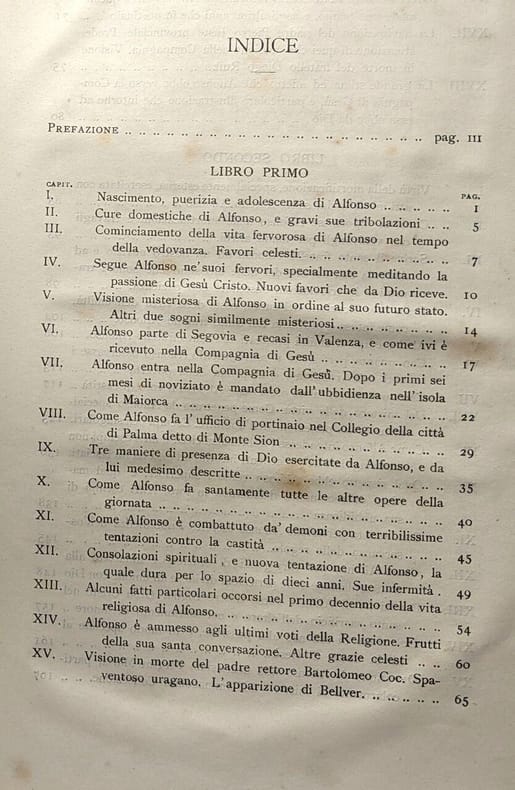 INDICE
PREFAZIONE .. .. .. .. .. .. .. .. .. .. .. .. .. .. .. .. pag. III
LIBRO PRIMO
CAPIT. PAG.
I. Nascimento, puerizia e adolescenza di Alfonso .. .. .. .. .. 1
II. Cure domestiche di Alfonso, e gravi sue tribolazioni .. .. .. 5
III. Cominciamento della vita fervorosa di Alfonso nel tempo
della vedovanza. Favori celesti. .. .. .. .. .. .. .. .. .. 7
IV. Segue Alfonso ne' suoi fervori, specialmente meditando la
passione di Gesù Cristo. Nuovi favori che da Dio riceve. 10
V. Visione misteriosa di Alfonso in ordine al suo futuro stato.
Altri due sogni similmente misteriosi.. .. .. .. .. .. .. 14
VI. Alfonso parte di Segovia e recasi in Valenza, e come ivi è
ricevuto nella Compagnia di Gesù .. .. .. .. .. .. .. .. 17
VII. Alfonso entra nella Compagnia di Gesù. Dopo i primi sei
mesi di noviziato è mandato dall'ubbidienza nell'isola
di Maiorca .. .. .. .. .. .. .. .. .. .. .. .. .. .. .. 22
VIII. Come Alfonso fa l'ufficio di portinaio nel Collegio della città
di Palma detto di Monte Sion .. .. .. .. .. .. .. .. .. 29
IX. Tre maniere di presenza di Dio esercitate da Alfonso, e da
lui medesimo descritte .. .. .. .. .. .. .. .. .. .. .. 35
X. Come Alfonso fa santamente tutte le altre opere della
giornata .. .. .. .. .. .. .. .. .. .. .. .. .. .. .. .. 40
XI. Come Alfonso è combattuto da' demoni con terribilissime
tentazioni contro la castità .. .. .. .. .. .. .. .. .. .. 45
XII. Consolazioni spirituali, e nuova tentazione di Alfonso, la
quale dura per lo spazio di dieci anni. Sue infermità . 49
XIII. Alcuni fatti particolari occorsi nel primo decennio della vita
religiosa di Alfonso. .. .. .. .. .. .. .. .. .. .. .. .. 54
XIV. Alfonso è ammesso agli ultimi voti della Religione. Frutti
della sua santa conversazione. Altre grazie celesti .. .. 60
XV. Visione in morte del padre rettore Bartolomeo Coc. Spa-
ventoso uragano. L'apparizione di Bellver. .. .. .. .. .. 65